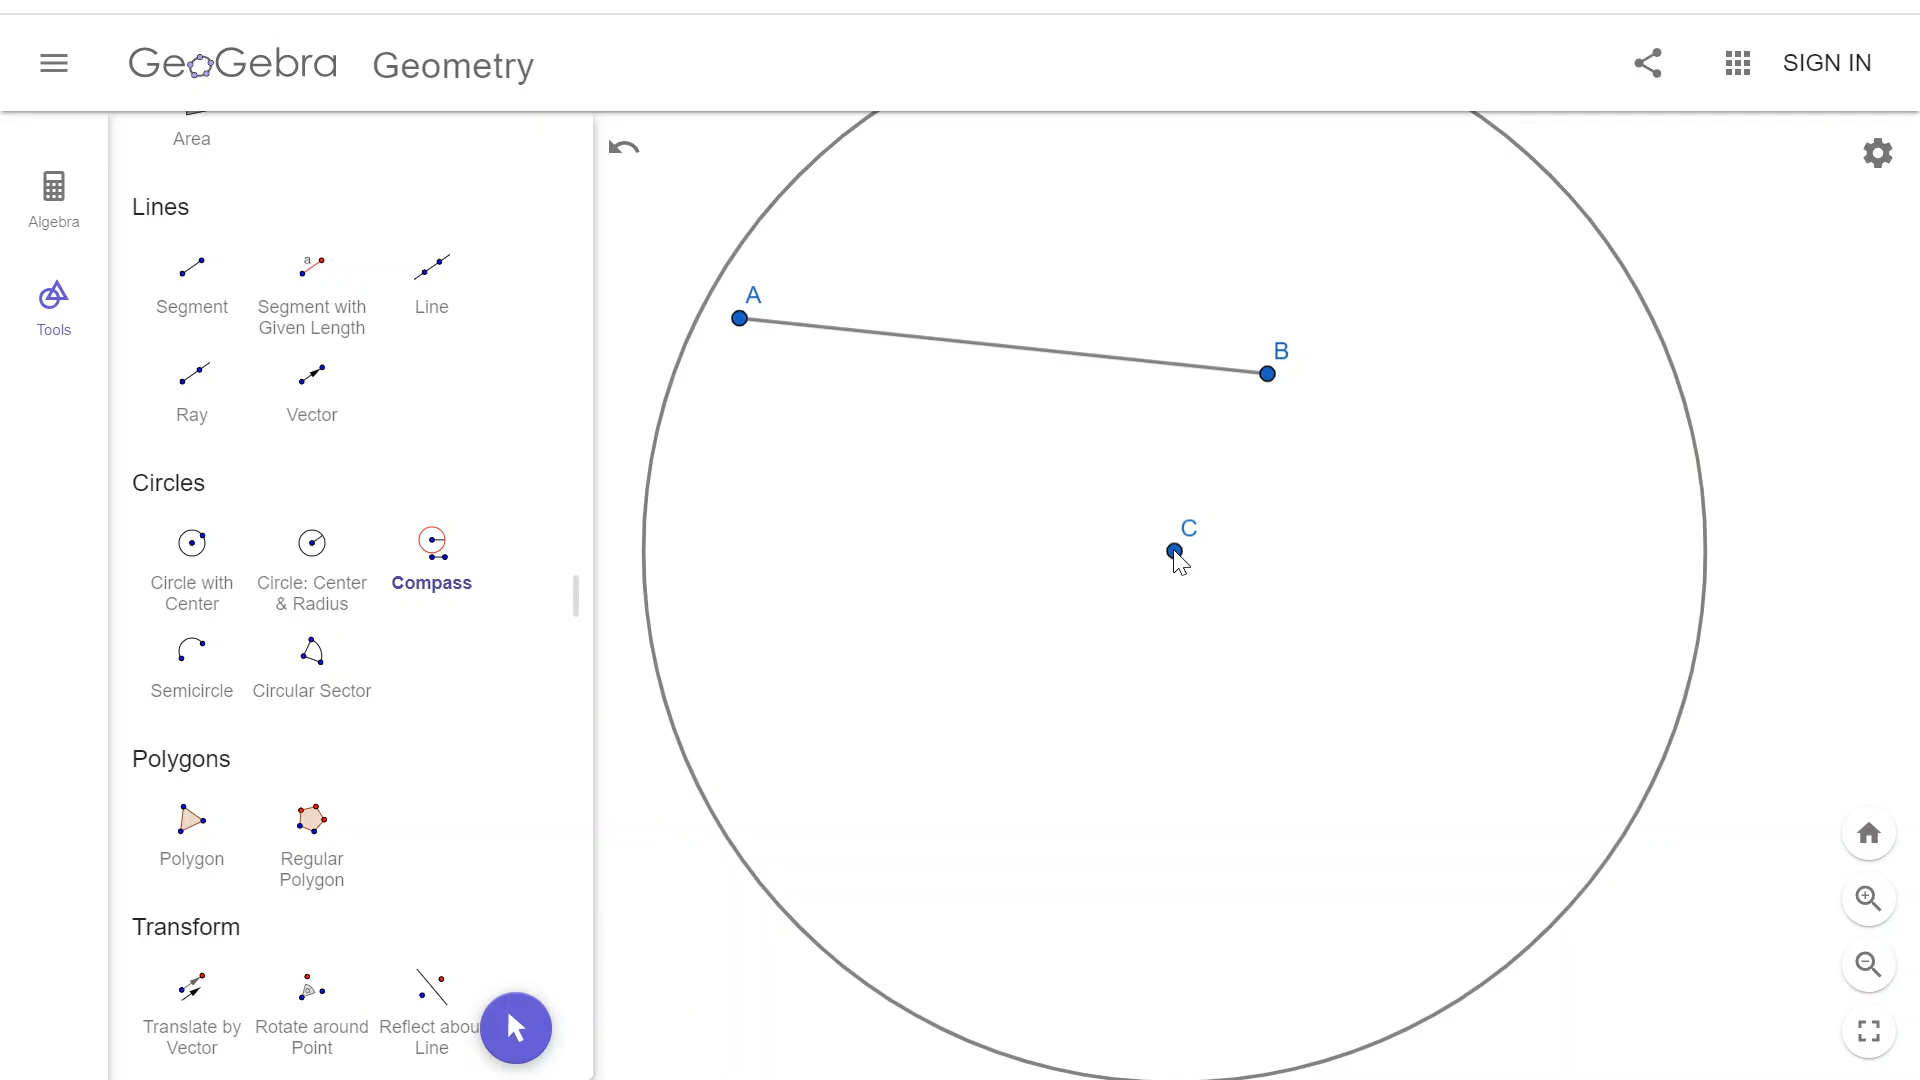 GeoGebra Geometry SIGN IN
Area
Algebra
Tools
Lines
Segment
Segment with
Given Length
Line
Ray
Vector
Circles
Circle with
Center
Circle: Center
& Radius
Compass
Semicircle
Circular Sector
Polygons
Polygon
Regular
Polygon
Transform
Translate by
Vector
Rotate around
Point
Reflect abou
Line
a
A
B
C